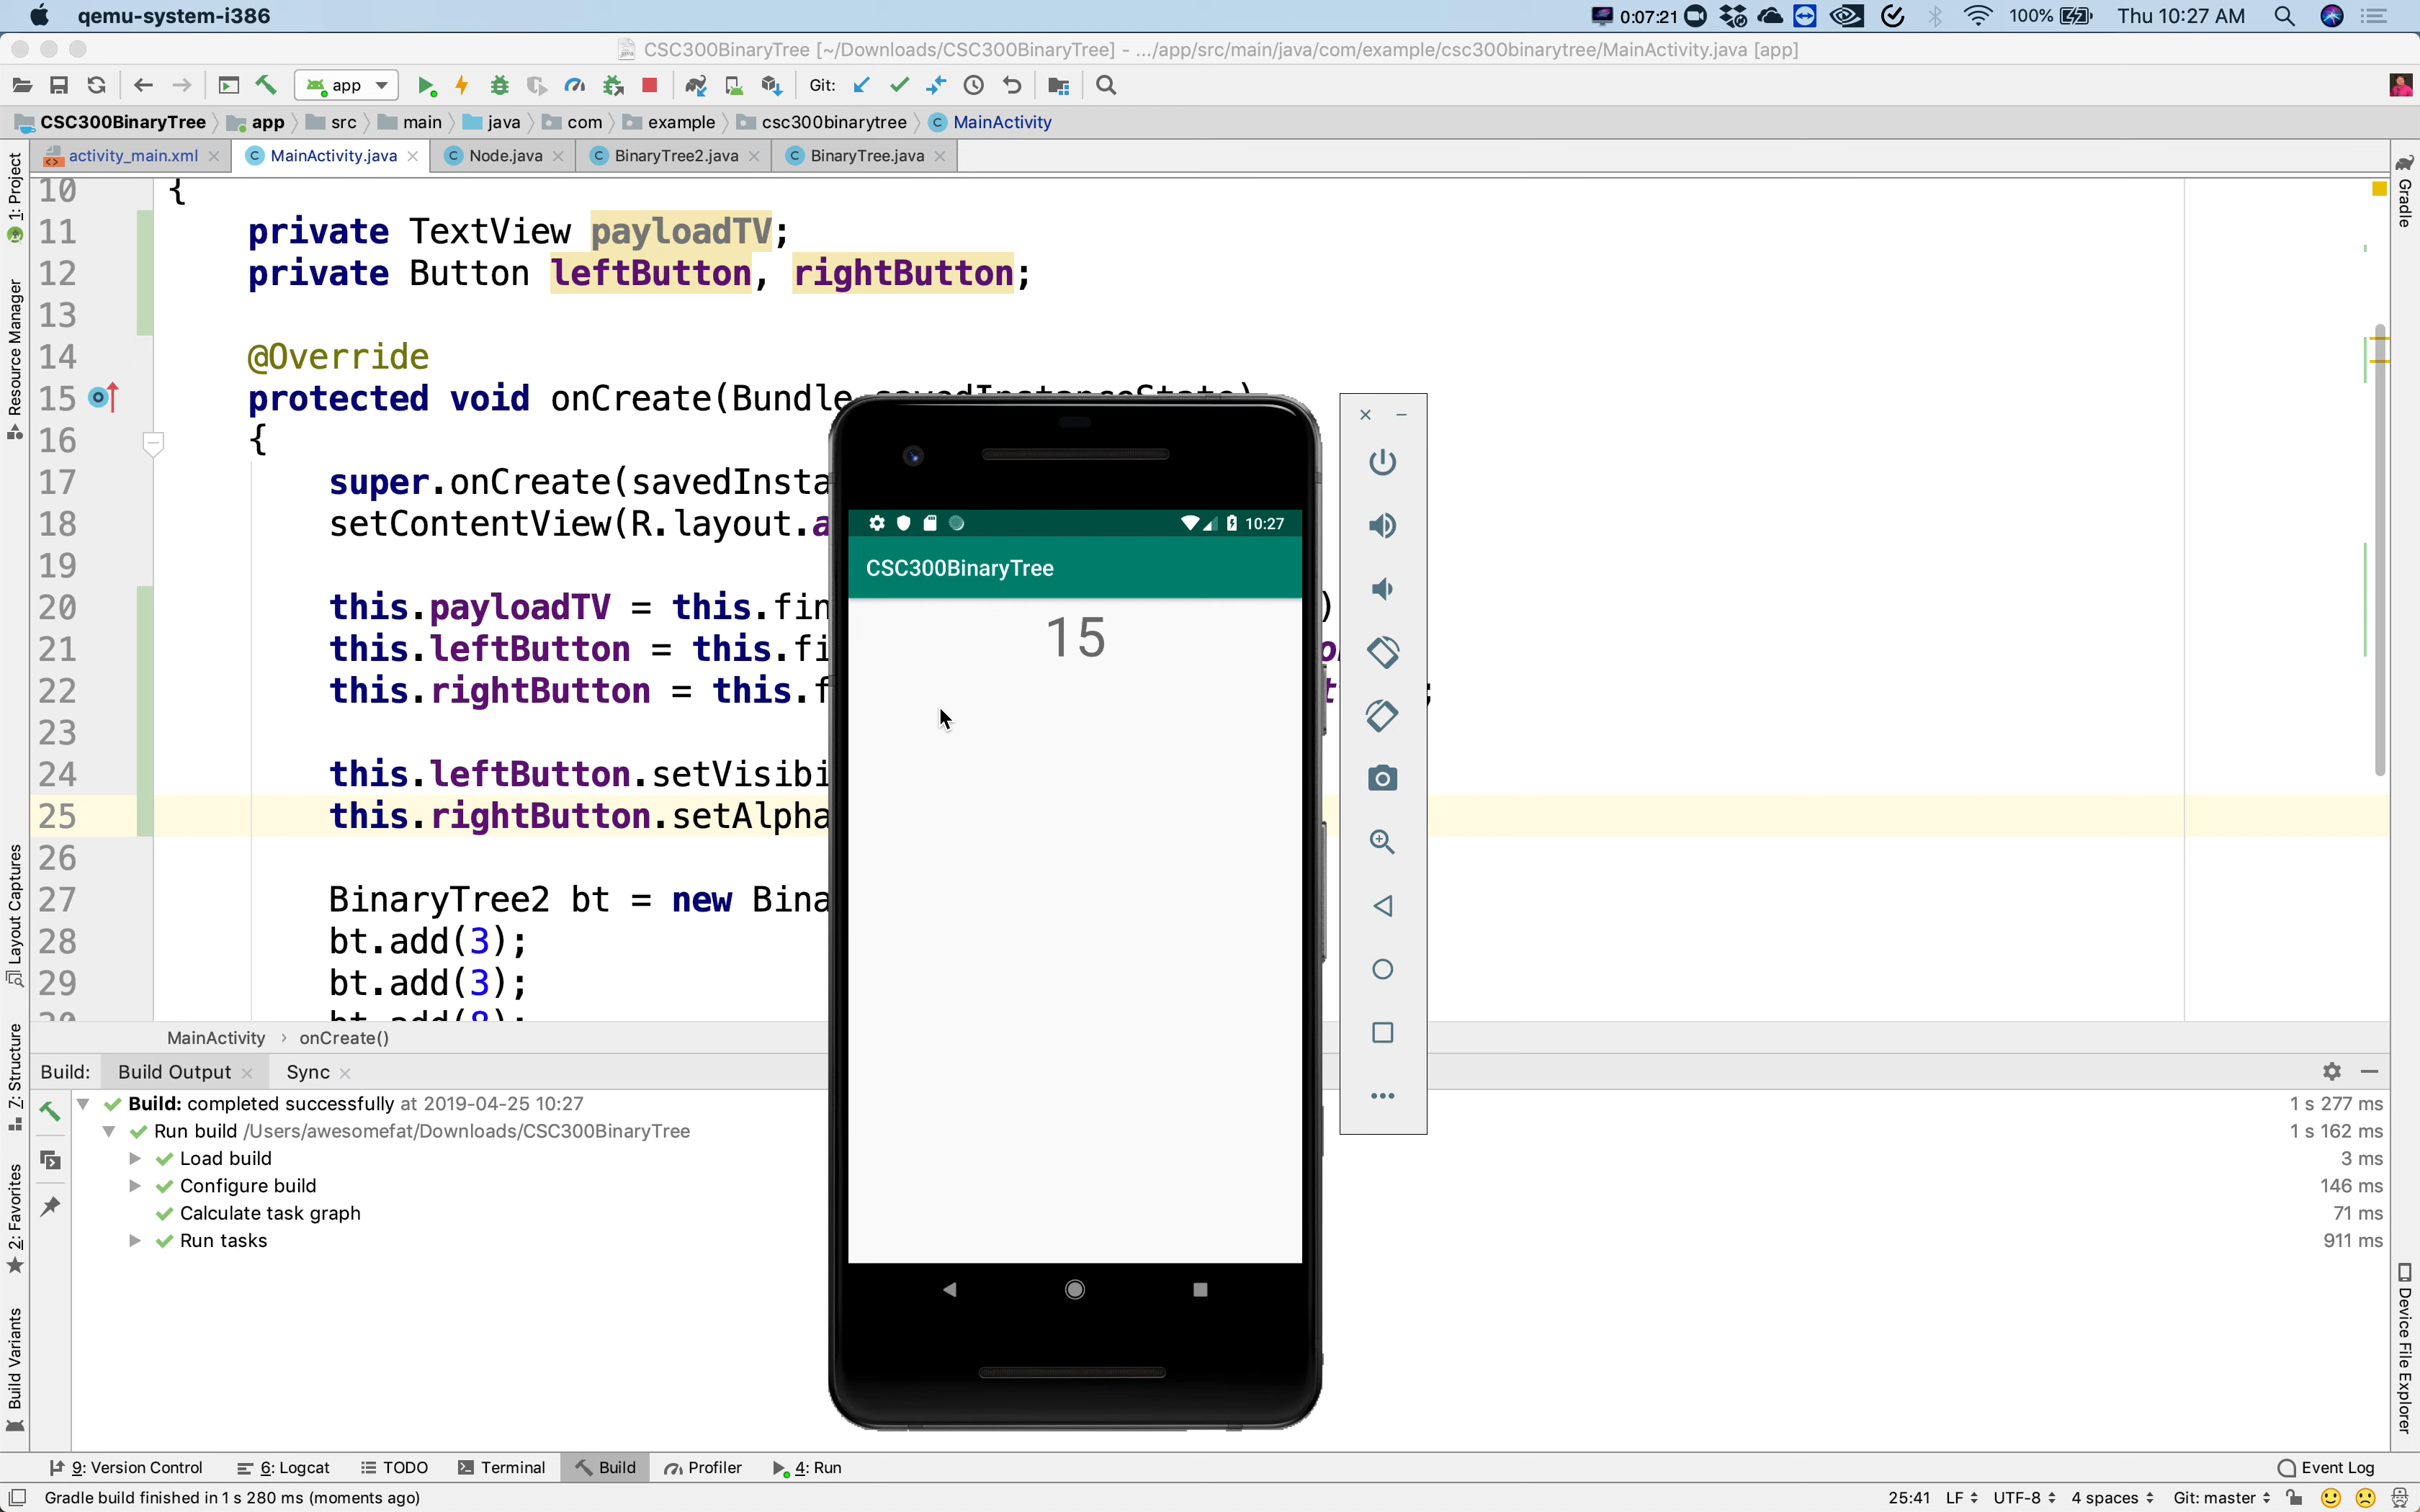 qemu-system-i386
0:07:21
100%
Thu 10:27 AM
CSC300BinaryTree [~/Downloads/CSC300BinaryTree] - .../app/src/main/java/com/example/csc300binarytree/MainActivity.java [app]
app
Git:
CSC300BinaryTree app src main java com example csc300binarytree MainActivity
activity_main.xml MainActivity.java Node.java BinaryTree2.java BinaryTree.java
1: Project
Resource Manager
Layout Captures
Z: Structure
2: Favorites
Build Variants
Gradle
Device File Explorer
10 {
11 private TextView payloadTV;
12 private Button leftButton, rightButton;
13
14 @Override
15 protected void onCreate(Bundle savedInstanceState)
16 {
17 super.onCreate(savedInsta
18 setContentView(R.layout.a
19
20 this.payloadTV = this.fin )
21 this.leftButton = this.fi
22 this.rightButton = this.f t ;
23
24 this.leftButton.setVisibi
25 this.rightButton.setAlpha
26
27 BinaryTree2 bt = new Bina
28 bt.add(3);
29 bt.add(3);
30 bt.add(8);
10:27
CSC300BinaryTree
15
MainActivity › onCreate()
Build: Build Output Sync
Build: completed successfully at 2019-04-25 10:27 1 s 277 ms
Run build /Users/awesomefat/Downloads/CSC300BinaryTree 1 s 162 ms
Load build 3 ms
Configure build 146 ms
Calculate task graph 71 ms
Run tasks 911 ms
9: Version Control 6: Logcat TODO Terminal Build Profiler 4: Run Event Log
Gradle build finished in 1 s 280 ms (moments ago) 25:41 LF UTF-8 4 spaces Git: master